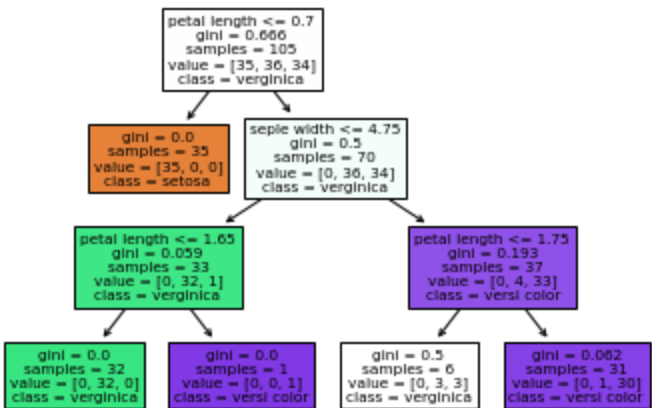 petal length <= 0.7
gini = 0.666
samples = 105
value = [35, 36, 34]
class = verginica
gini = 0.0
samples = 35
value = [35, 0, 0]
class = setosa
seple width <= 4.75
gini = 0.5
samples = 70
value = [0, 36, 34]
class = verginica
petal length <= 1.65
gini = 0.059
samples = 33
value = [0, 32, 1]
class = verginica
petal length <= 1.75
gini = 0.193
samples = 37
value = [0, 4, 33]
class = versi color
gini = 0.0
samples = 32
value = [0, 32, 0]
class = verginica
gini = 0.0
samples = 1
value = [0, 0, 1]
class = versi color
gini = 0.5
samples = 6
value = [0, 3, 3]
class = verginica
gini = 0.062
samples = 31
value = [0, 1, 30]
class = versi color